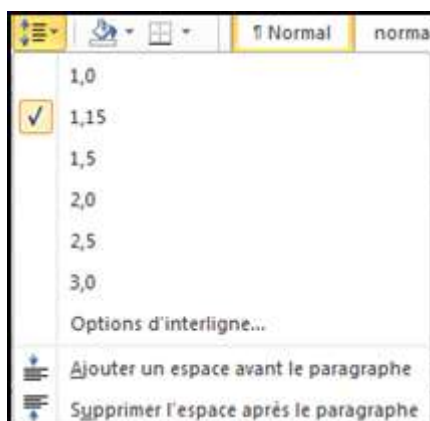 ¶ Normal norma
1,0
1,15
1,5
2,0
2,5
3,0
Options d'interligne...
Ajouter un espace avant le paragraphe
Supprimer l'espace après le paragraphe